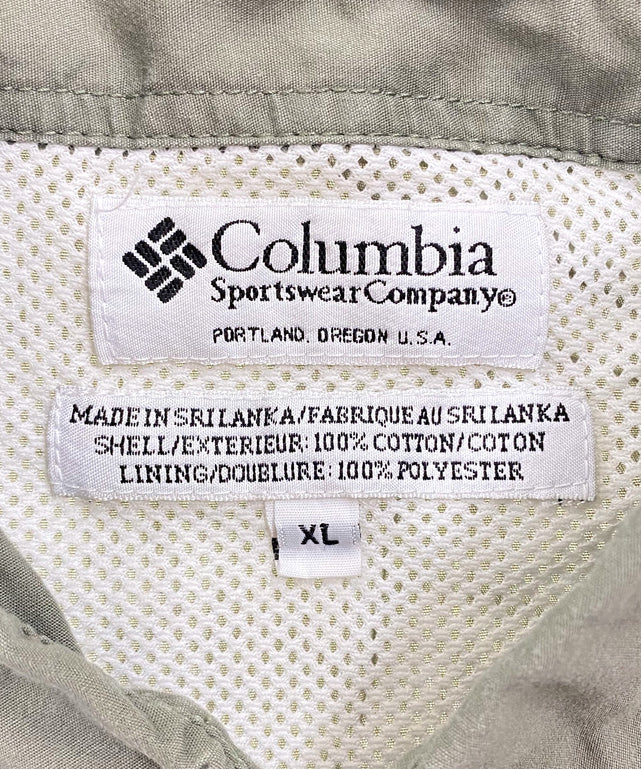 Columbia
Sportswear Company®
PORTLAND, OREGON U.S.A.
MADE IN SRI LANKA/FABRIQUE AU SRI LANKA
SHELL/EXTERIEUR: 100% COTTON/COTON
LINING/DOUBLURE: 100% POLYESTER
XL